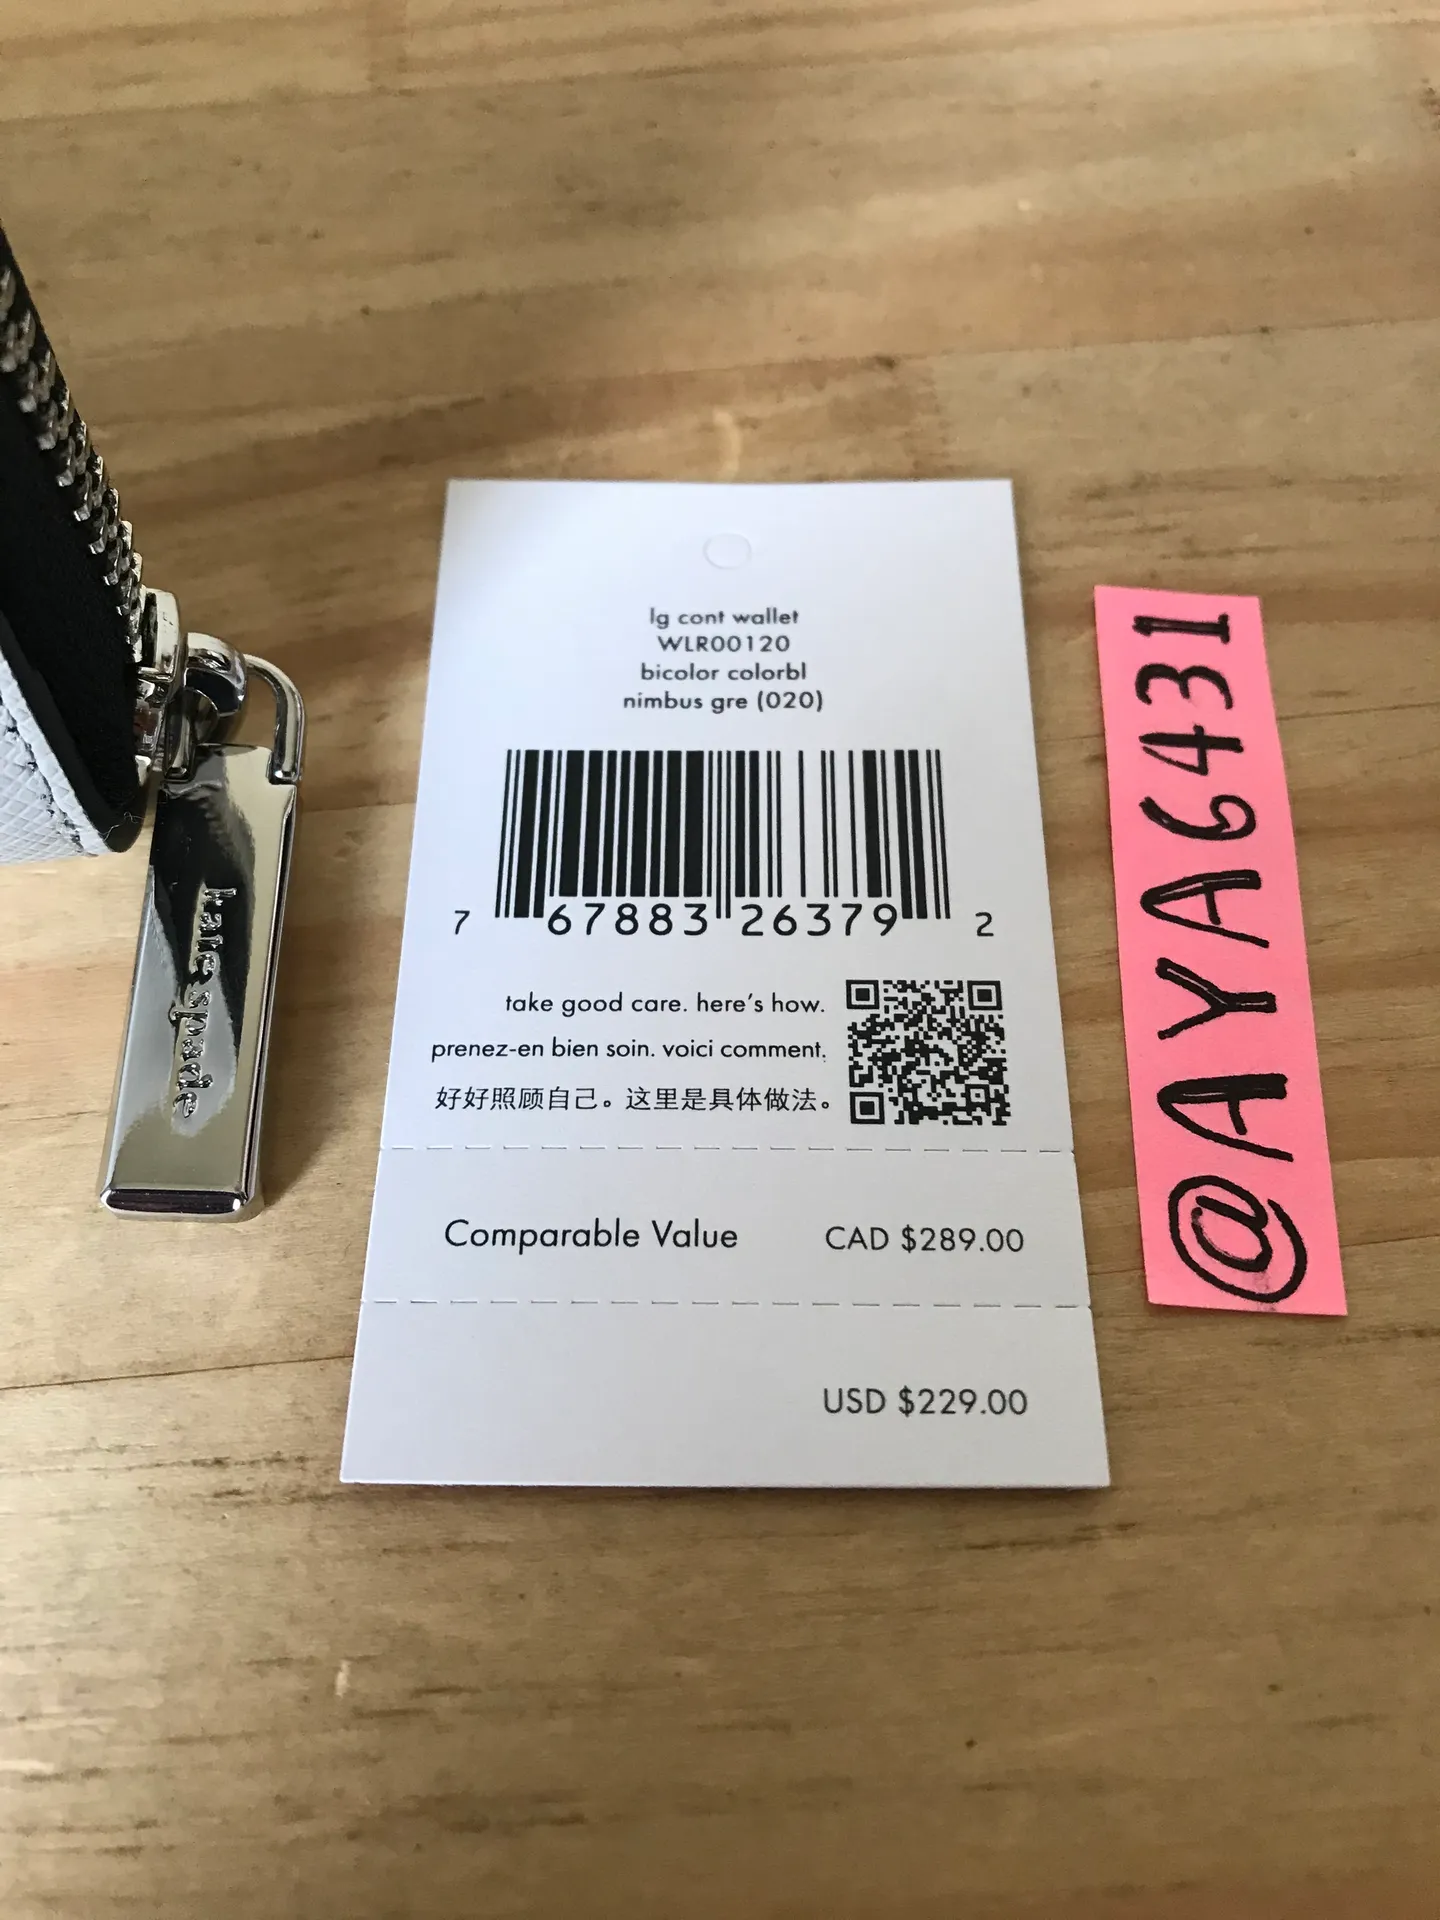 lg cont wallet
WLR00120
bicolor colorbl
nimbus gre (020)
7 67883 26379 2
take good care. here's how.
prenez-en bien soin. voici comment.
好好照顾自己。这里是具体做法。
Comparable Value CAD $289.00
USD $229.00
kate spade
@AYA6431